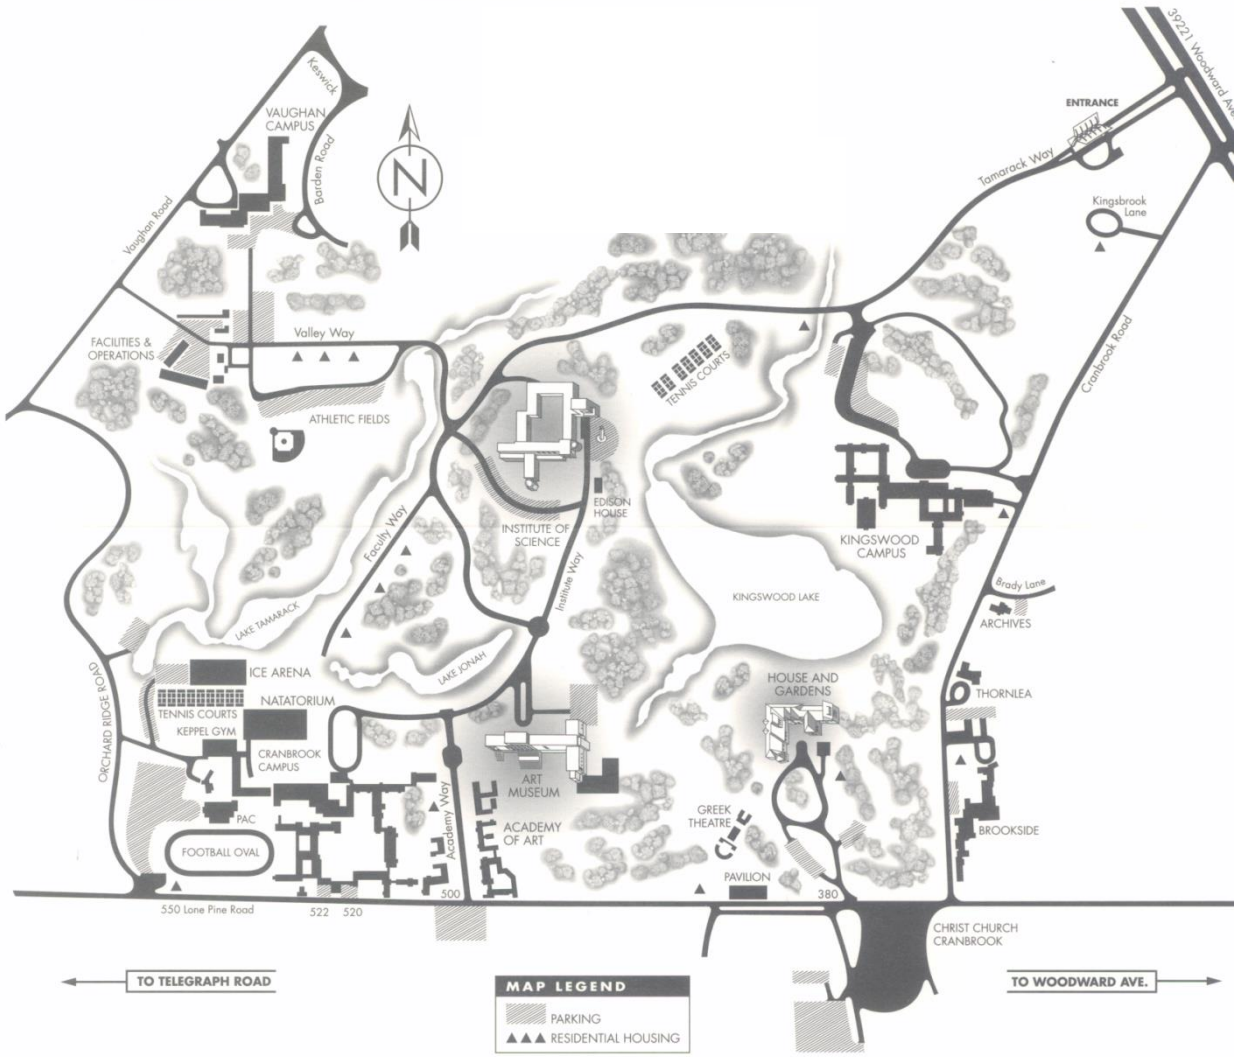 39221 Woodward Ave.
Keswick
ENTRANCE
VAUGHAN
CAMPUS
Barden Road
N
Tamarack Way
Vaughan Road
Kingsbrook
Lane
Cranbrook Road
FACILITIES &
OPERATIONS
Valley Way
TENNIS COURTS
ATHLETIC FIELDS
EDISON
HOUSE
INSTITUTE OF
SCIENCE
Faculty Way
KINGSWOOD
CAMPUS
Institute Way
Brady Lane
KINGSWOOD LAKE
LAKE TAMARACK
ARCHIVES
ICE ARENA
LAKE JONAH
HOUSE AND
GARDENS
THORNLEA
ORCHARD RIDGE ROAD
TENNIS COURTS
NATATORIUM
KEPPEL GYM
CRANBROOK
CAMPUS
ART
MUSEUM
Academy Way
PAC
GREEK
THEATRE
ACADEMY
OF ART
BROOKSIDE
FOOTBALL OVAL
PAVILION
550 Lone Pine Road
522
520
500
380
CHRIST CHURCH
CRANBROOK
TO TELEGRAPH ROAD
TO WOODWARD AVE.
MAP LEGEND
PARKING
RESIDENTIAL HOUSING